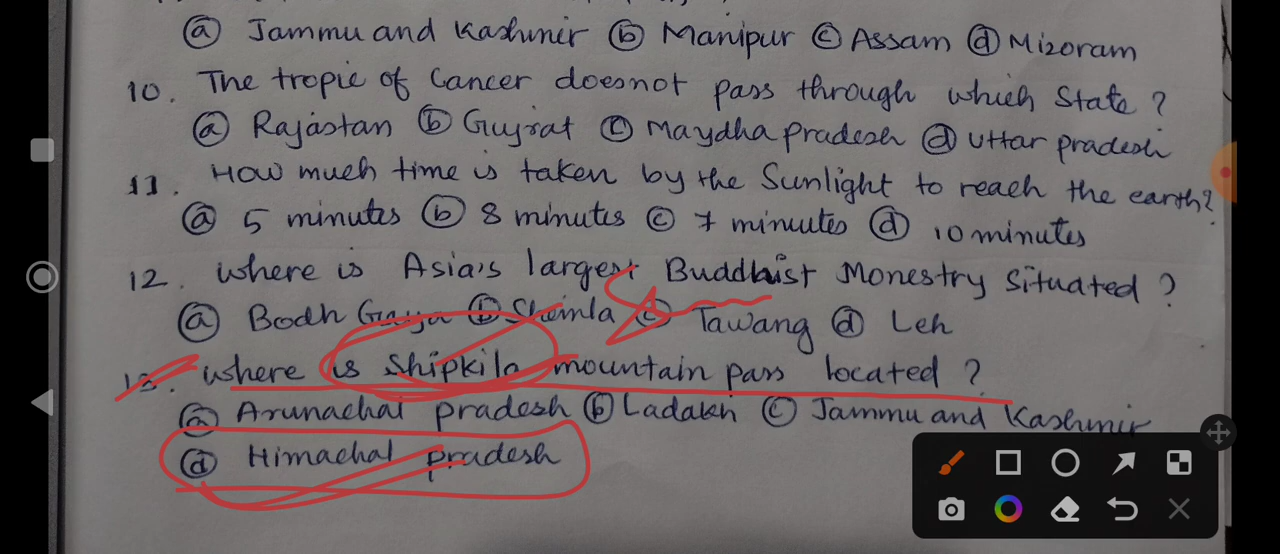 ⓐ Jammu and Kashmir ⓑ Manipur ⓒ Assam ⓓ Mizoram
10. The tropic of Cancer doesnot pass through which State ?
ⓐ Rajastan ⓑ Gujrat ⓒ Maydha pradesh ⓓ uttar pradesh
11. How much time is taken by the Sunlight to reach the earth?
ⓐ 5 minutes ⓑ 8 minutes ⓒ 7 minutes ⓓ 10 minutes
12. where is Asia's largest Buddhist Monestry situated ?
ⓐ Bodh Gaya ⓑ Shimla ⓒ Tawang ⓓ Leh
13. where is Shipkila mountain pass located ?
ⓐ Arunachal pradesh ⓑ Ladakh ⓒ Jammu and Kashmir
ⓓ Himachal pradesh